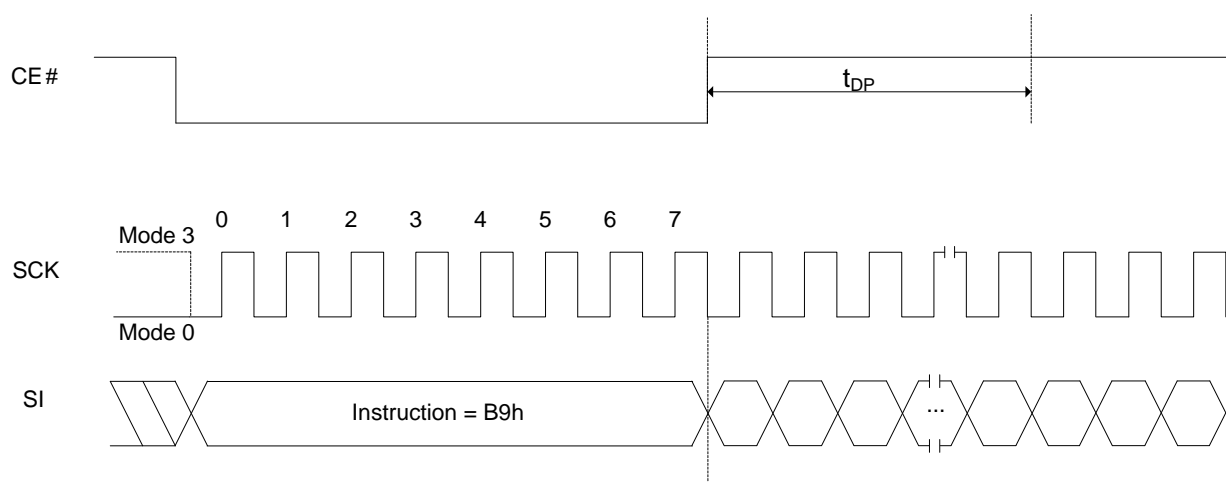 CE#
tDP
0 1 2 3 4 5 6 7
Mode 3
SCK
Mode 0
SI
Instruction = B9h
...